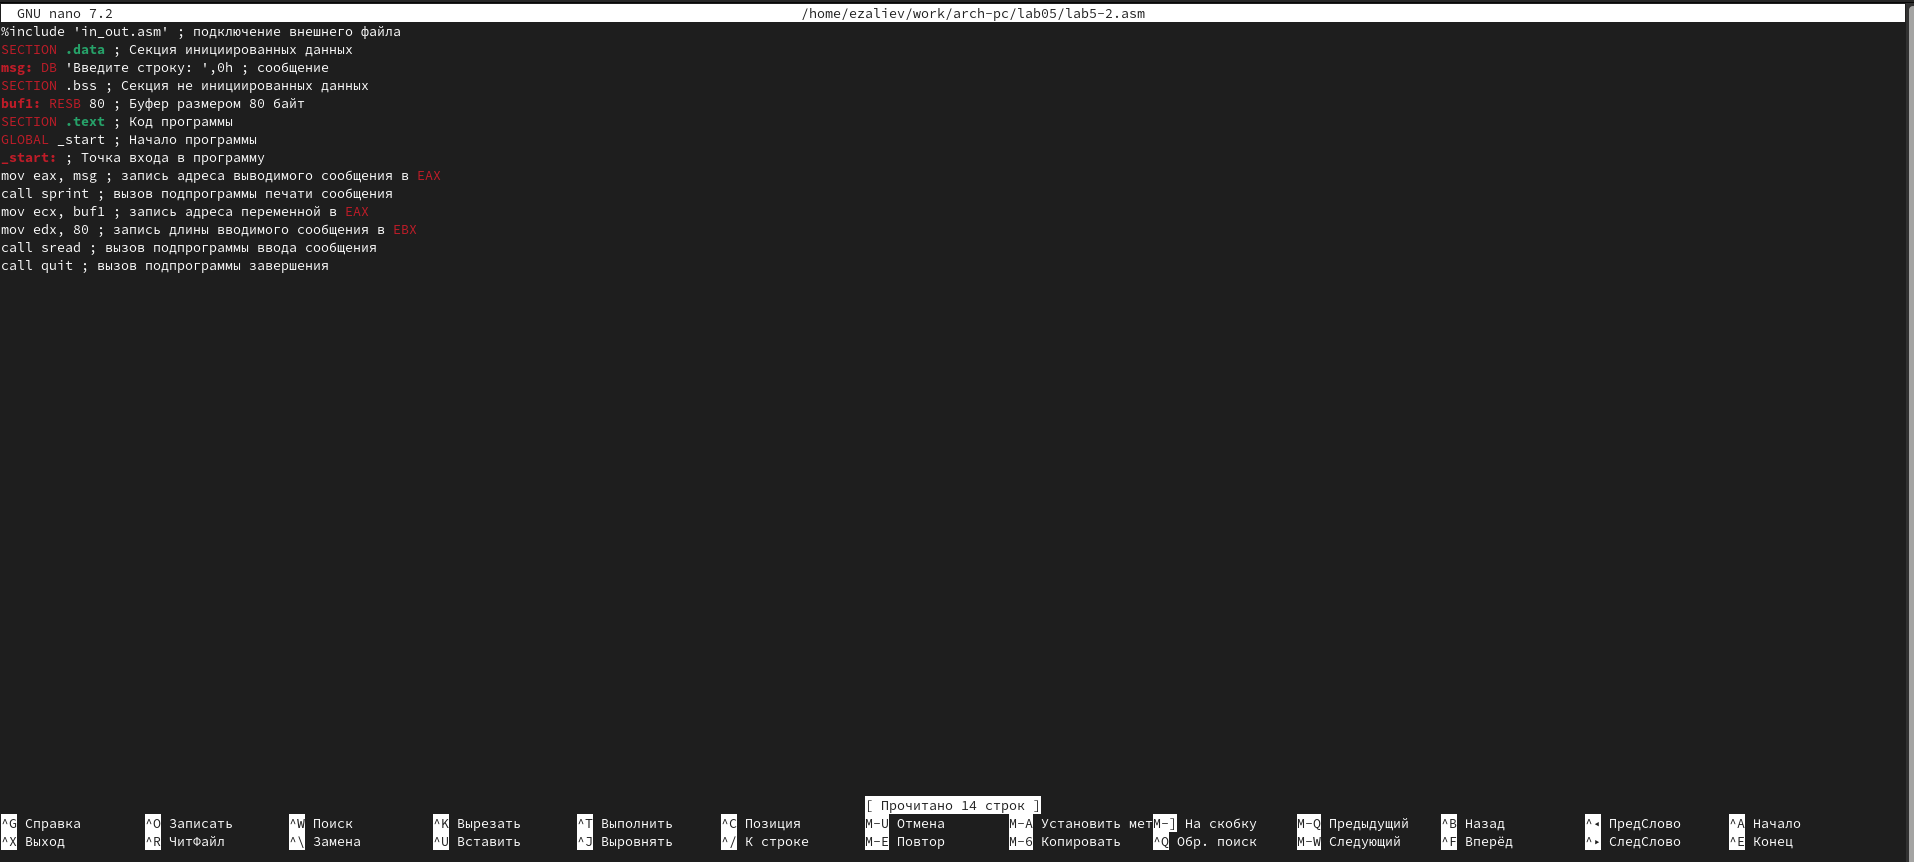 GNU nano 7.2 /home/ezaliev/work/arch-pc/lab05/lab5-2.asm
%include 'in_out.asm' ; подключение внешнего файла
SECTION .data ; Секция инициированных данных
msg: DB 'Введите строку: ',0h ; сообщение
SECTION .bss ; Секция не инициированных данных
buf1: RESB 80 ; Буфер размером 80 байт
SECTION .text ; Код программы
GLOBAL _start ; Начало программы
_start: ; Точка входа в программу
mov eax, msg ; запись адреса выводимого сообщения в EAX
call sprint ; вызов подпрограммы печати сообщения
mov ecx, buf1 ; запись адреса переменной в EAX
mov edx, 80 ; запись длины вводимого сообщения в EBX
call sread ; вызов подпрограммы ввода сообщения
call quit ; вызов подпрограммы завершения
[ Прочитано 14 строк ]
^G Справка ^O Записать ^W Поиск ^K Вырезать ^T Выполнить ^C Позиция M-U Отмена M-A Установить мет M-] На скобку M-Q Предыдущий ^B Назад ^◂ ПредСлово ^A Начало
^X Выход ^R ЧитФайл ^\ Замена ^U Вставить ^J Выровнять ^/ К строке M-E Повтор M-6 Копировать ^Q Обр. поиск M-W Следующий ^F Вперёд ^▸ СледСлово ^E Конец